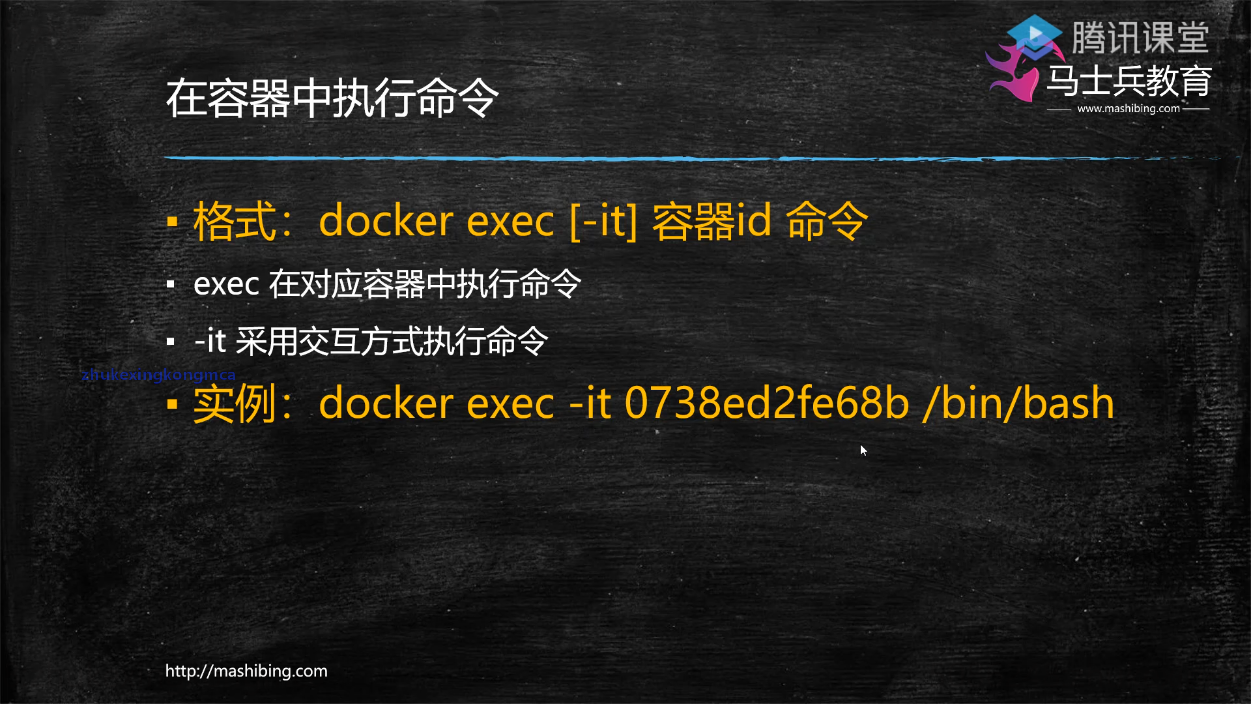 腾讯课堂
马士兵教育
www.mashibing.com
在容器中执行命令
▪ 格式：docker exec [-it] 容器id 命令
▪ exec 在对应容器中执行命令
▪ -it 采用交互方式执行命令
zhukexingkongmca
▪ 实例：docker exec -it 0738ed2fe68b /bin/bash
http://mashibing.com